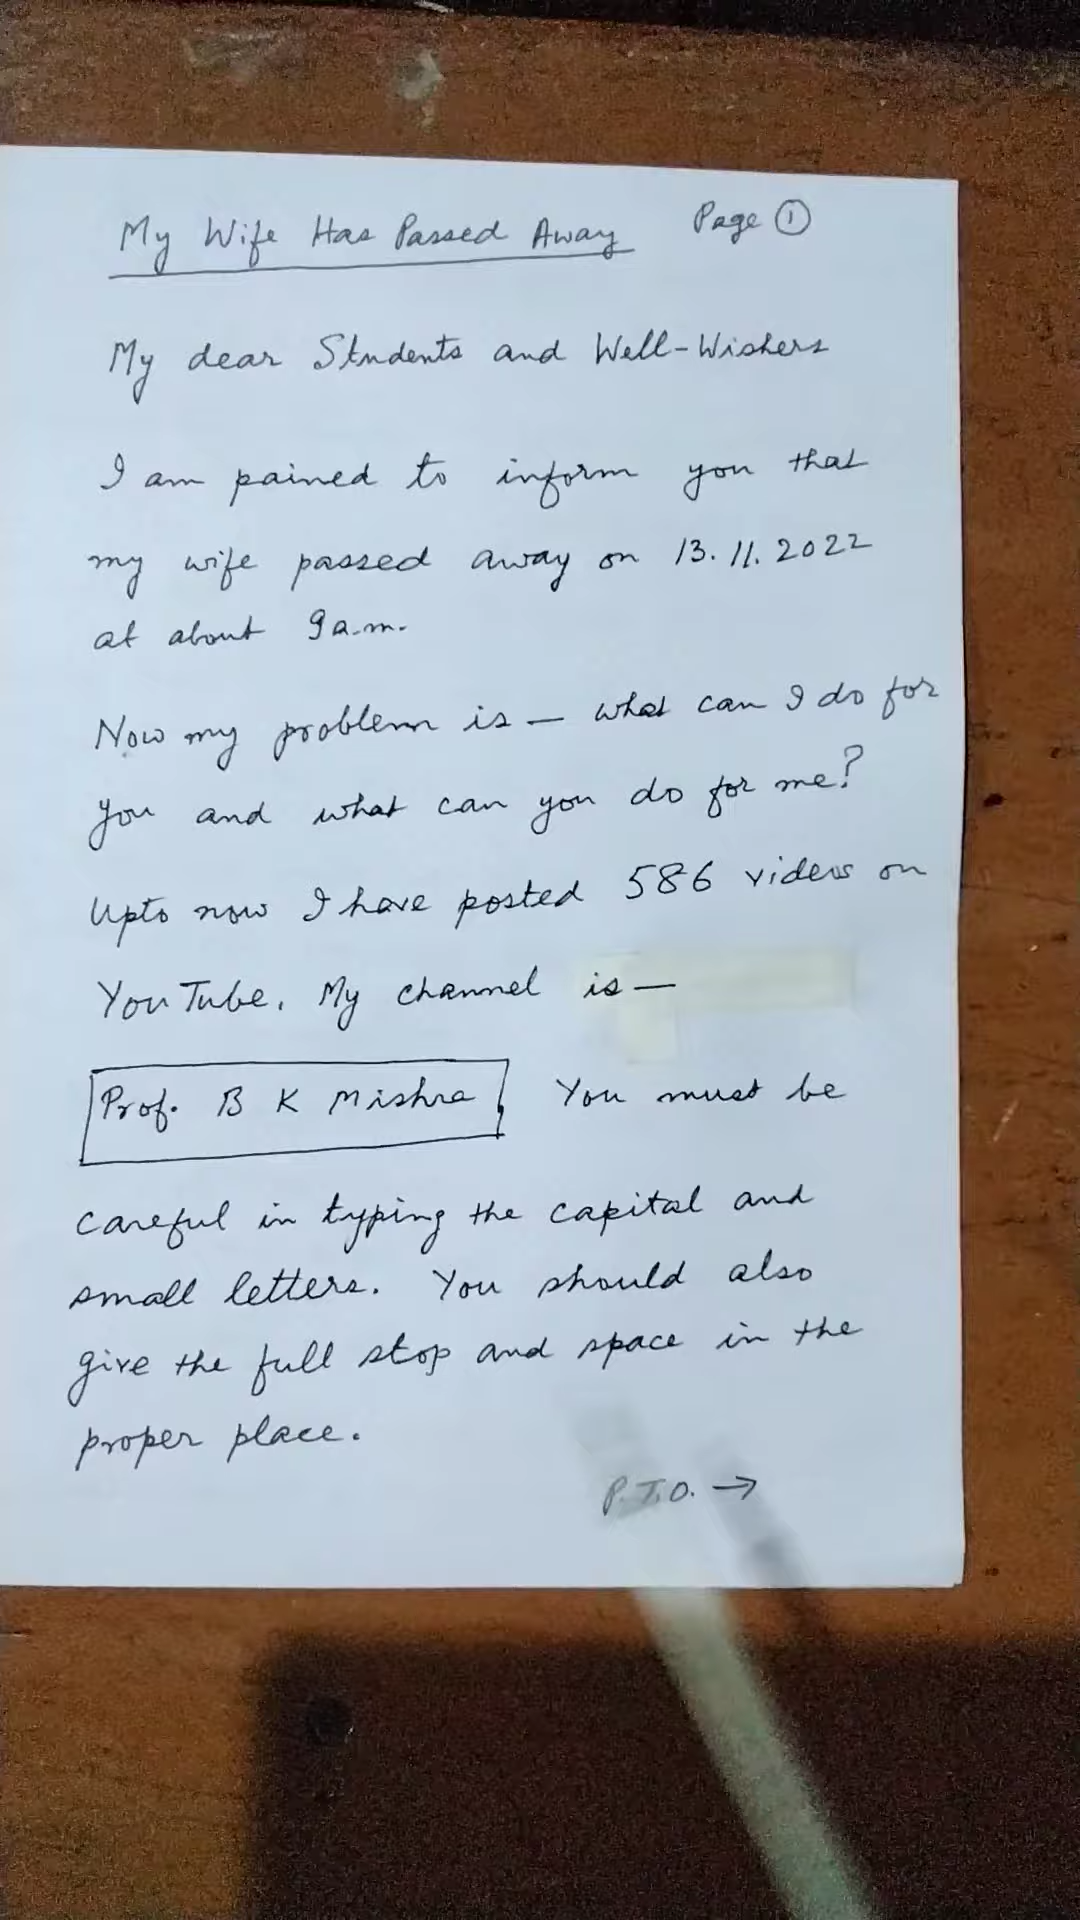 My Wife Has Passed Away Page 1
My dear Students and Well-Wishers
I am pained to inform you that
my wife passed away on 13.11.2022
at about 9a.m.
Now my problem is — what can I do for
you and what can you do for me?
Upto now I have posted 586 videos on
YouTube. My channel is —
Prof. B K Mishra You must be
careful in typing the capital and
small letters. You should also
give the full stop and space in the
proper place.
P.T.O. →